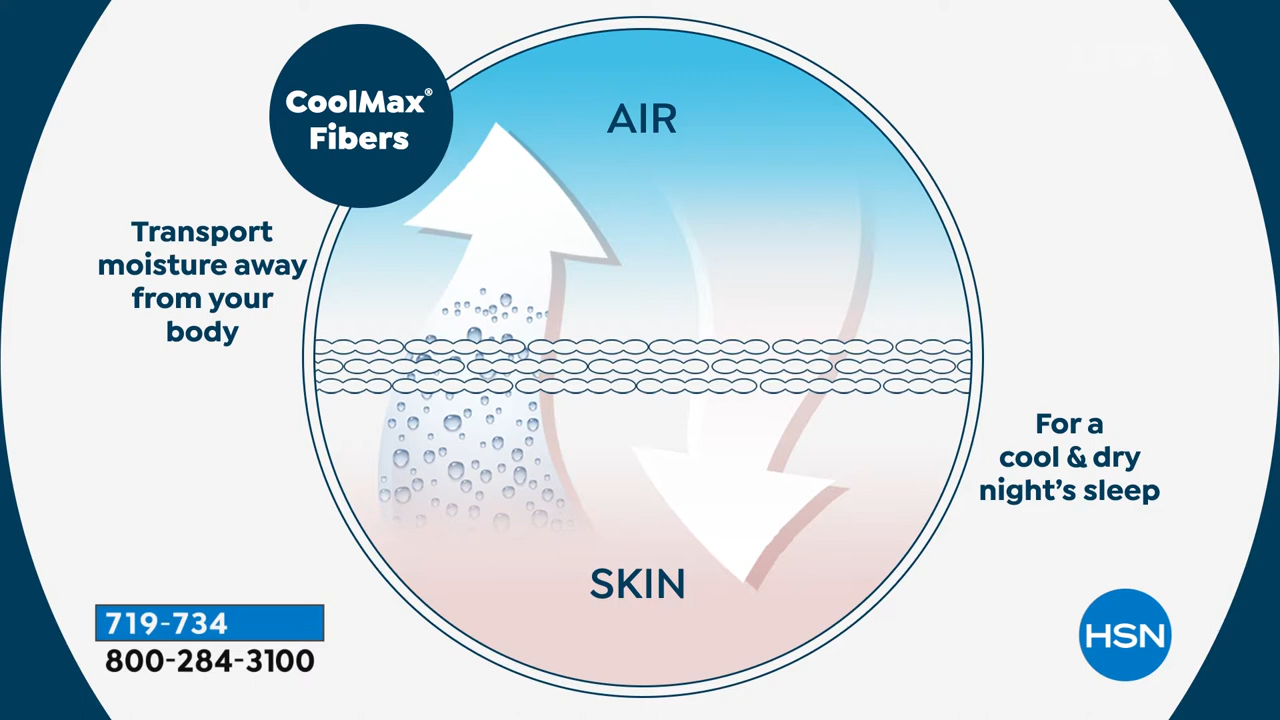 CoolMax®
Fibers
AIR
Transport
moisture away
from your
body
For a
cool & dry
night's sleep
SKIN
719-734
800-284-3100
HSN